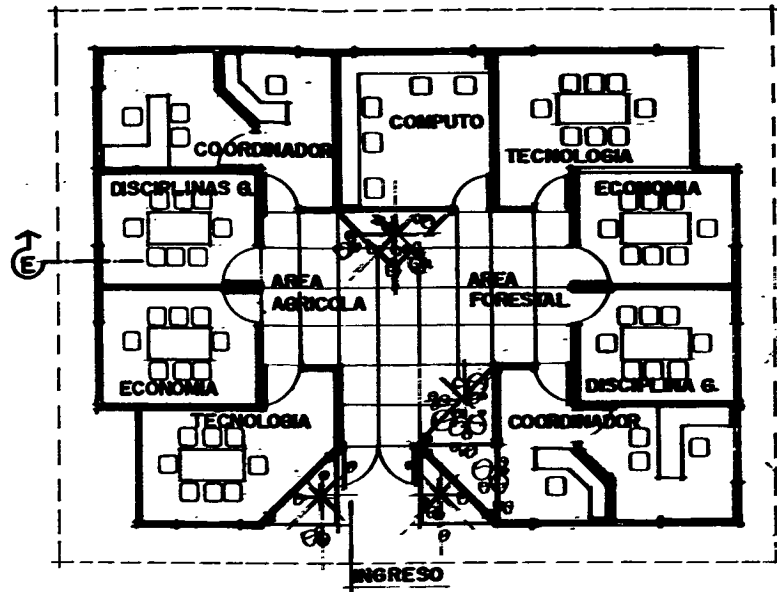 COMPUTO
COORDINADOR
TECNOLOGIA
DISCIPLINAS G.
ECONOMIA
E
AREA
AGRICOLA
AREA
FORESTAL
ECONOMIA
DISCIPLINA G.
TECNOLOGIA
COORDINADOR
INGRESO